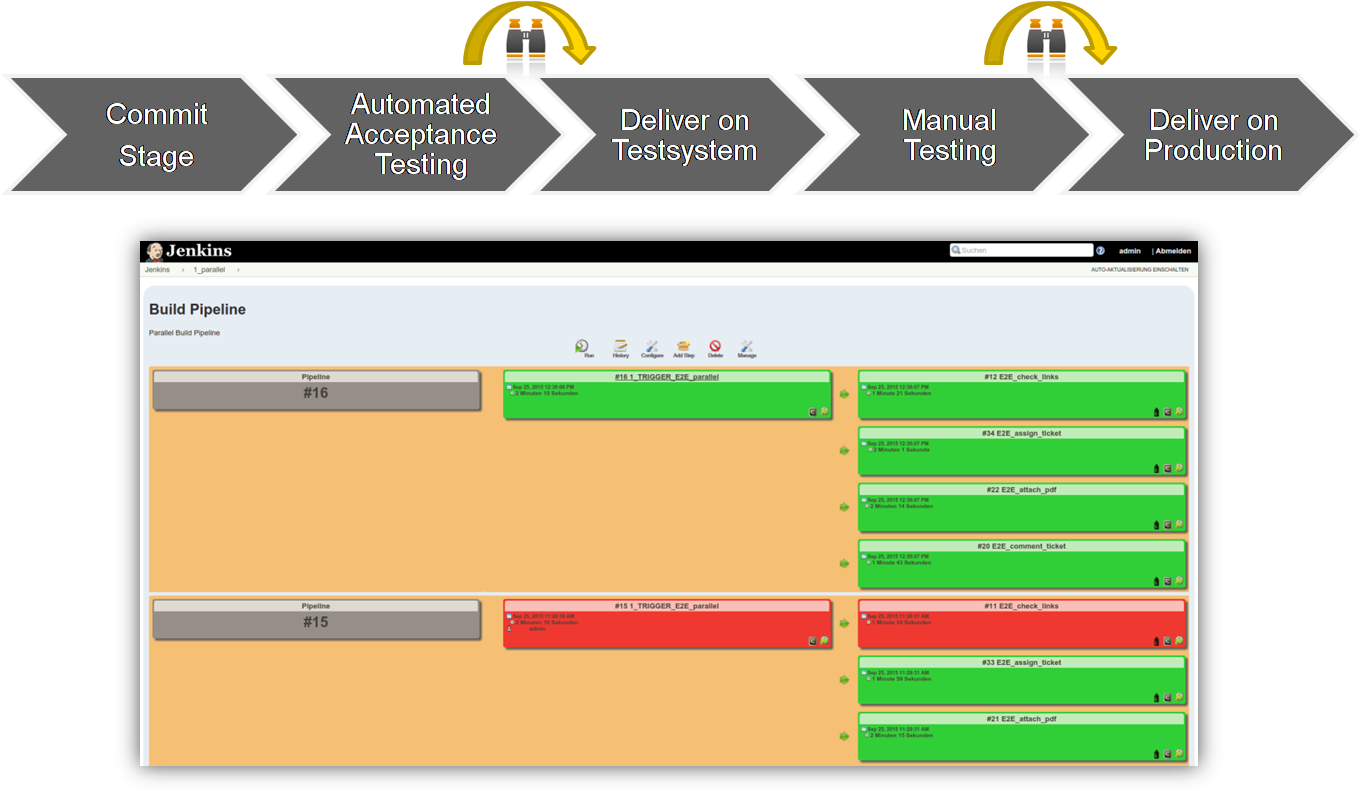 Commit
Stage
Automated
Acceptance
Testing
Deliver on
Testsystem
Manual
Testing
Deliver on
Production
Jenkins
Suchen
admin | Abmelden
Jenkins › 1_parallel ›
AUTO-AKTUALISIERUNG EINSCHALTEN
Build Pipeline
Parallel Build Pipeline
Run History Configure Add Step Delete Manage
Pipeline
#16
#16 1_TRIGGER_E2E_parallel
Sep 25, 2015 12:36:06 PM
2 Minuten 15 Sekunden
#12 E2E_check_links
Sep 25, 2015 12:36:07 PM
1 Minute 21 Sekunden
#34 E2E_assign_ticket
Sep 25, 2015 12:36:07 PM
2 Minuten 1 Sekunde
#22 E2E_attach_pdf
Sep 25, 2015 12:36:07 PM
2 Minuten 14 Sekunden
#20 E2E_comment_ticket
Sep 25, 2015 12:36:07 PM
1 Minute 43 Sekunden
Pipeline
#15
#15 1_TRIGGER_E2E_parallel
Sep 25, 2015 11:29:30 AM
Minuten Sekunden
admin
#11 E2E_check_links
Sep 25, 2015 11:29:31 AM
1 Minute Sekunden
#33 E2E_assign_ticket
Sep 25, 2015 11:29:31 AM
1 Minute 56 Sekunden
#21 E2E_attach_pdf
Sep 25, 2015 11:29:31 AM
2 Minuten 15 Sekunden